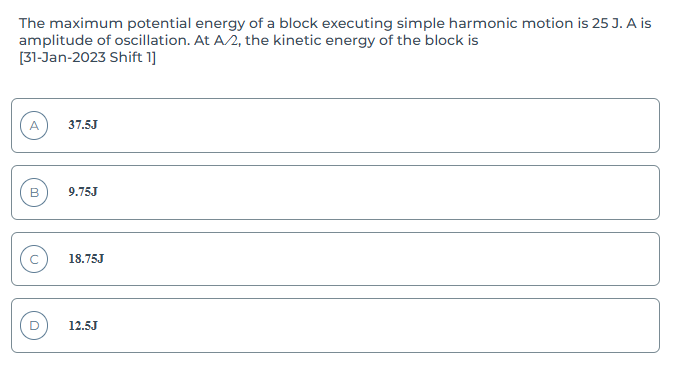 The maximum potential energy of a block executing simple harmonic motion is 25 J. A is
amplitude of oscillation. At A∕2, the kinetic energy of the block is
[31-Jan-2023 Shift 1]
A 37.5J
B 9.75J
C 18.75J
D 12.5J